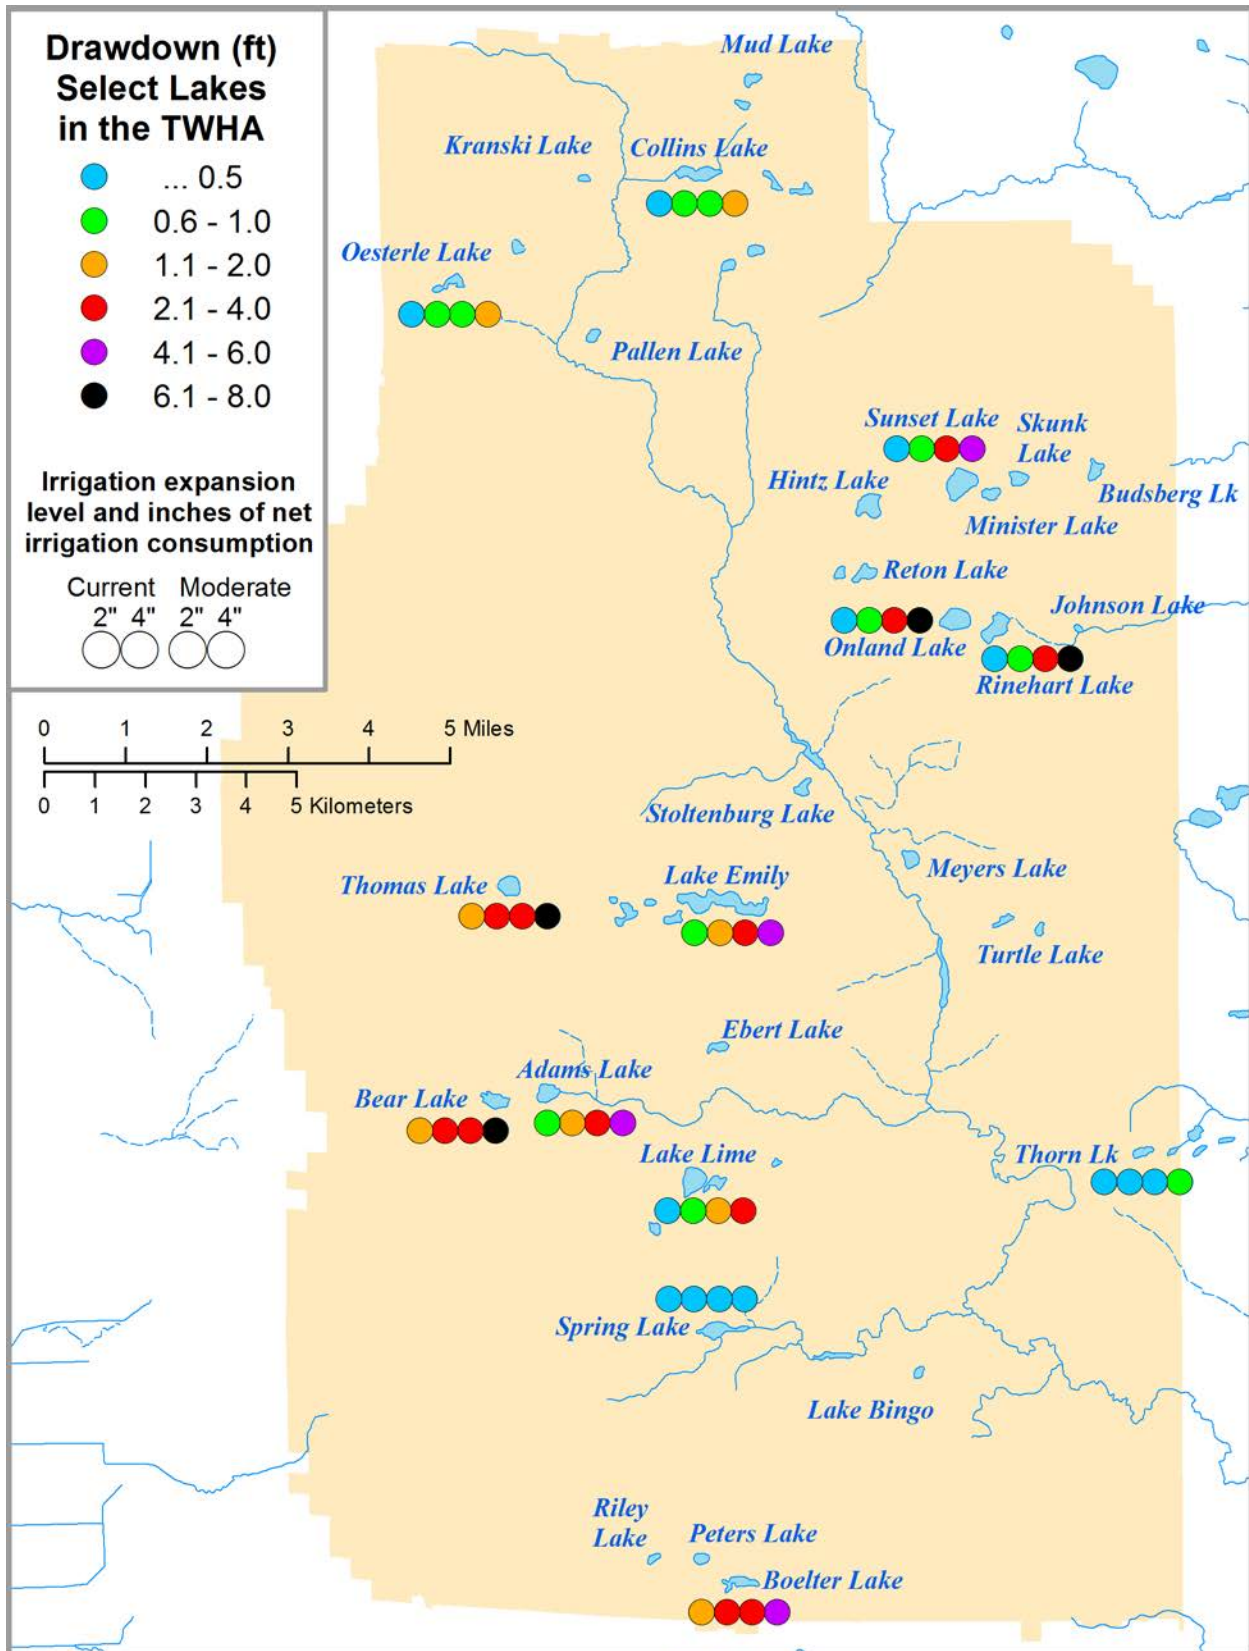 Drawdown (ft)
Select Lakes
in the TWHA
... 0.5
0.6 - 1.0
1.1 - 2.0
2.1 - 4.0
4.1 - 6.0
6.1 - 8.0
Irrigation expansion
level and inches of net
irrigation consumption
Current Moderate
2" 4" 2" 4"
Mud Lake
Kranski Lake
Collins Lake
Oesterle Lake
Pallen Lake
Sunset Lake
Skunk
Lake
Hintz Lake
Budsberg Lk
Minister Lake
Reton Lake
Johnson Lake
Onland Lake
Rinehart Lake
0 1 2 3 4 5 Miles
0 1 2 3 4 5 Kilometers
Stoltenburg Lake
Meyers Lake
Thomas Lake
Lake Emily
Turtle Lake
Ebert Lake
Adams Lake
Bear Lake
Lake Lime
Thorn Lk
Spring Lake
Lake Bingo
Riley
Lake
Peters Lake
Boelter Lake